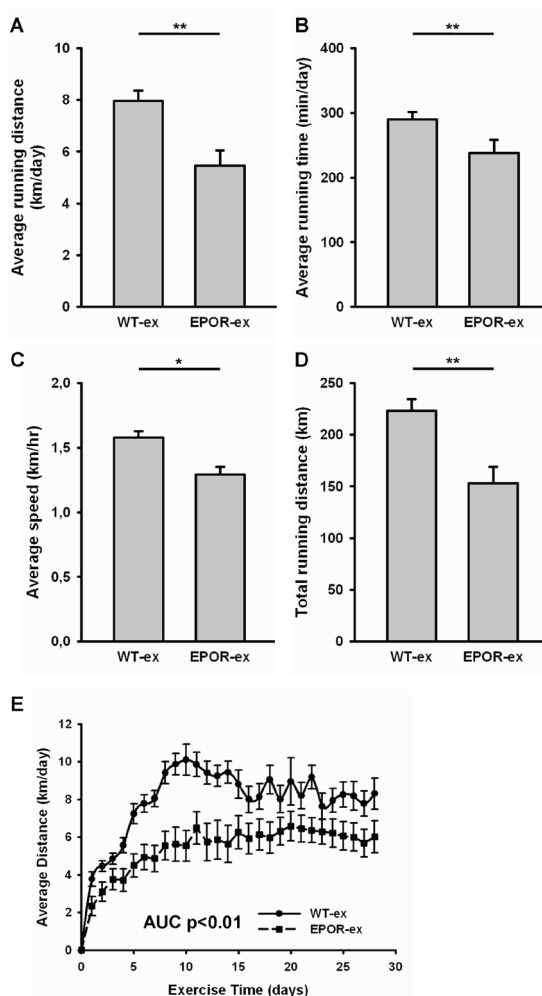 A
**
Average running distance
(km/day)
10
8
6
4
2
0
WT-ex
EPOR-ex
B
**
Average running time (min/day)
400
300
200
100
0
WT-ex
EPOR-ex
C
*
Average speed (km/hr)
2,0
1,5
1,0
0,5
0,0
WT-ex
EPOR-ex
D
**
Total running distance (km)
250
200
150
100
50
0
WT-ex
EPOR-ex
E
Average Distance (km/day)
12
10
8
6
4
2
0
AUC p<0.01
WT-ex
EPOR-ex
0
5
10
15
20
25
30
Exercise Time (days)